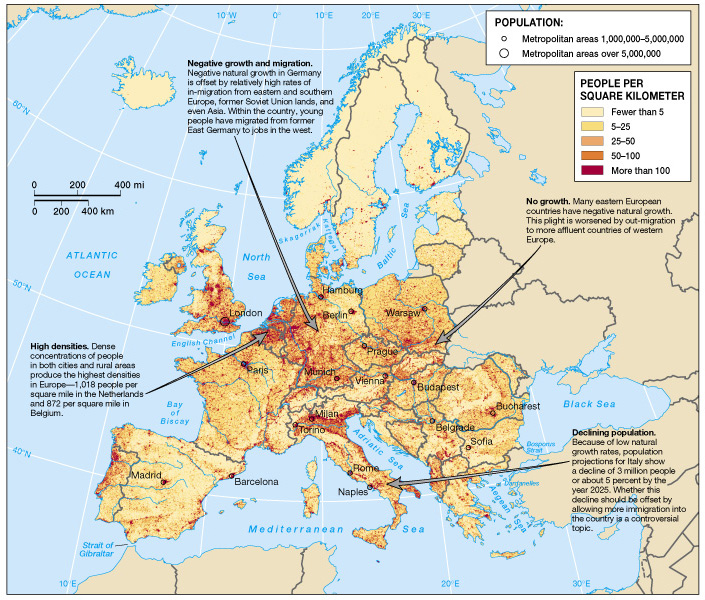 10°W
0°
10°E
20°E
30°E
35°E
60°N
50°N
40°N
POPULATION:
Metropolitan areas 1,000,000–5,000,000
Metropolitan areas over 5,000,000
PEOPLE PER
SQUARE KILOMETER
Fewer than 5
5–25
25–50
50–100
More than 100
Negative growth and migration.
Negative natural growth in Germany
is offset by relatively high rates of
in-migration from eastern and southern
Europe, former Soviet Union lands, and
even Asia. Within the country, young
people have migrated from former
East Germany to jobs in the west.
0 200 400 mi
0 200 400 km
No growth. Many eastern European
countries have negative natural growth.
This plight is worsened by out-migration
to more affluent countries of western
Europe.
ATLANTIC
OCEAN
North
Sea
Skagerrak
Kattegat
Baltic Sea
High densities. Dense
concentrations of people
in both cities and rural areas
produce the highest densities
in Europe—1,018 people per
square mile in the Netherlands
and 872 per square mile in
Belgium.
English Channel
Bay
of
Biscay
London
Hamburg
Berlin
Warsaw
Prague
Paris
Munich
Vienna
Budapest
Milan
Torino
Bucharest
Belgrade
Sofia
Rome
Naples
Madrid
Barcelona
Black Sea
Bosporus
Strait
Dardanelles
Adriatic Sea
Aegean Sea
Mediterranean Sea
Strait of
Gibraltar
Declining population.
Because of low natural
growth rates, population
projections for Italy show
a decline of 3 million people
or about 5 percent by the
year 2025. Whether this
decline should be offset by
allowing more immigration into
the country is a controversial
topic.
10°E
0°
10°E
20°E
30°E